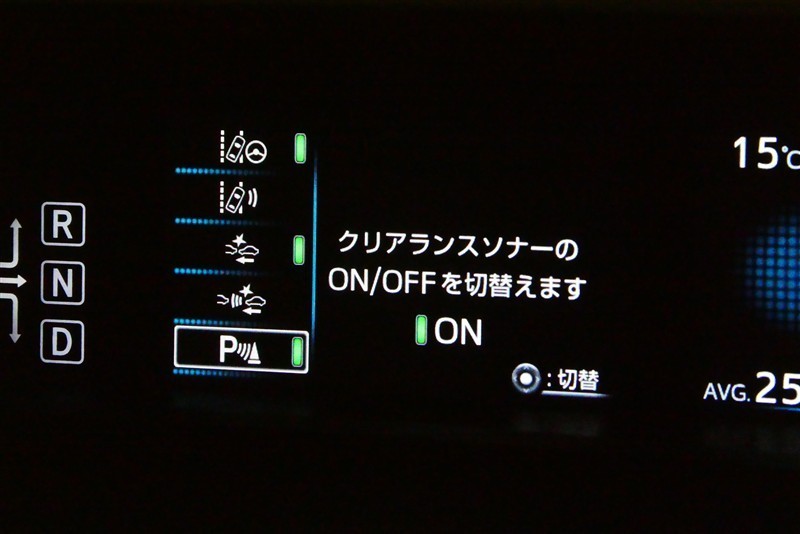 R
N
D
P
クリアランスソナーの
ON/OFFを切替えます
ON
:切替
15℃
AVG. 25